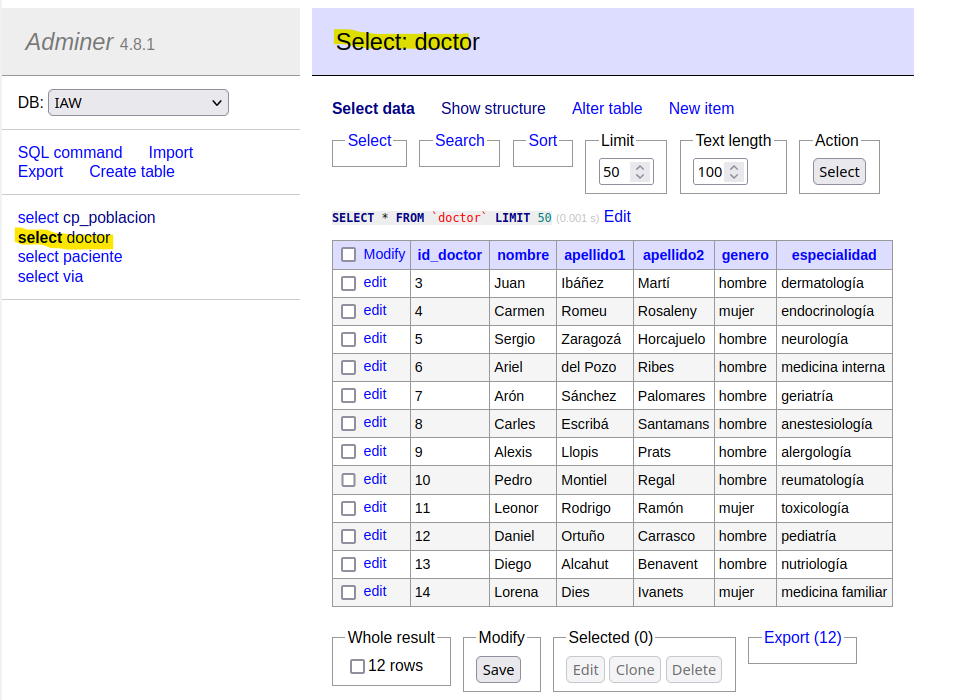 Adminer 4.8.1
DB: IAW
SQL command Import
Export Create table
select cp_poblacion
select doctor
select paciente
select via
Select: doctor
Select data Show structure Alter table New item
Select Search Sort Limit Text length Action
50 100 Select
SELECT * FROM `doctor` LIMIT 50 (0.001 s) Edit
Modify id_doctor nombre apellido1 apellido2 genero especialidad
edit 3 Juan Ibáñez Martí hombre dermatología
edit 4 Carmen Romeu Rosaleny mujer endocrinología
edit 5 Sergio Zaragozá Horcajuelo hombre neurología
edit 6 Ariel del Pozo Ribes hombre medicina interna
edit 7 Arón Sánchez Palomares hombre geriatría
edit 8 Carles Escribá Santamans hombre anestesiología
edit 9 Alexis Llopis Prats hombre alergología
edit 10 Pedro Montiel Regal hombre reumatología
edit 11 Leonor Rodrigo Ramón mujer toxicología
edit 12 Daniel Ortuño Carrasco hombre pediatría
edit 13 Diego Alcahut Benavent hombre nutriología
edit 14 Lorena Dies Ivanets mujer medicina familiar
Whole result Modify Selected (0) Export (12)
12 rows Save Edit Clone Delete